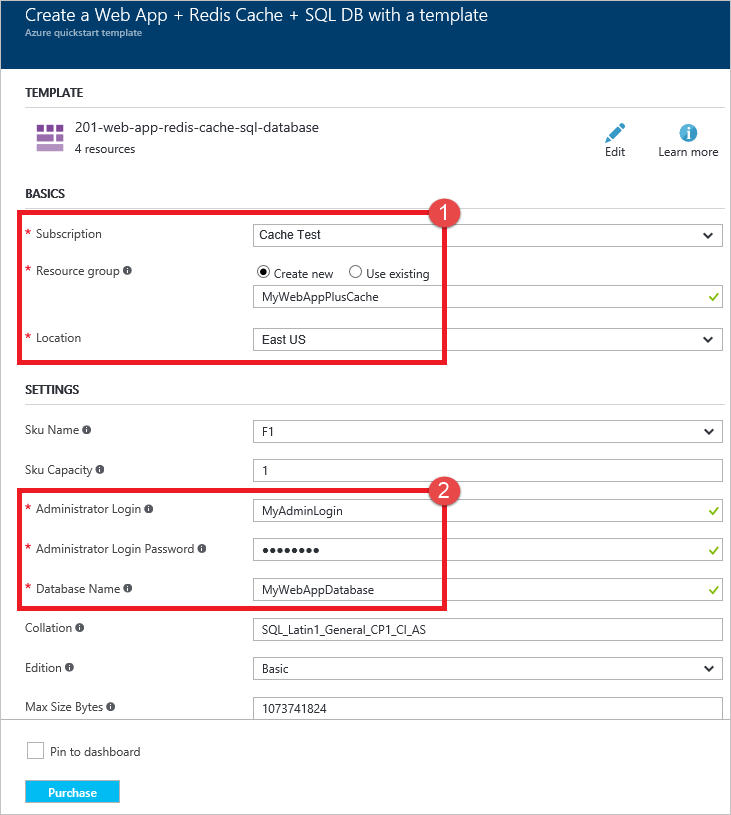 Create a Web App + Redis Cache + SQL DB with a template
Azure quickstart template
TEMPLATE
201-web-app-redis-cache-sql-database
4 resources
Edit
Learn more
BASICS
1
* Subscription
Cache Test
* Resource group
Create new
Use existing
MyWebAppPlusCache
* Location
East US
SETTINGS
Sku Name
F1
Sku Capacity
1
2
* Administrator Login
MyAdminLogin
* Administrator Login Password
••••••••
* Database Name
MyWebAppDatabase
Collation
SQL_Latin1_General_CP1_CI_AS
Edition
Basic
Max Size Bytes
1073741824
Pin to dashboard
Purchase